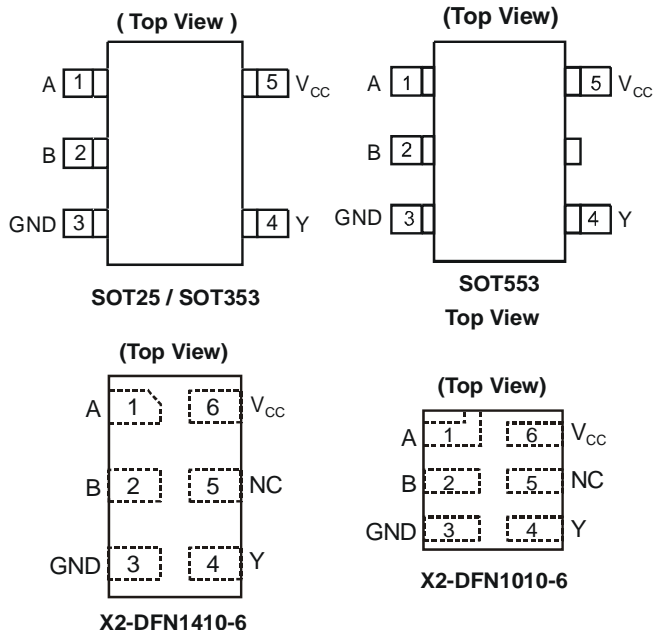 ( Top View )
A 1 5 VCC
B 2
GND 3 4 Y
SOT25 / SOT353
(Top View)
A 1 5 VCC
B 2
GND 3 4 Y
SOT553
Top View
(Top View)
A 1 6 VCC
B 2 5 NC
GND 3 4 Y
X2-DFN1410-6
(Top View)
A 1 6 VCC
B 2 5 NC
GND 3 4 Y
X2-DFN1010-6